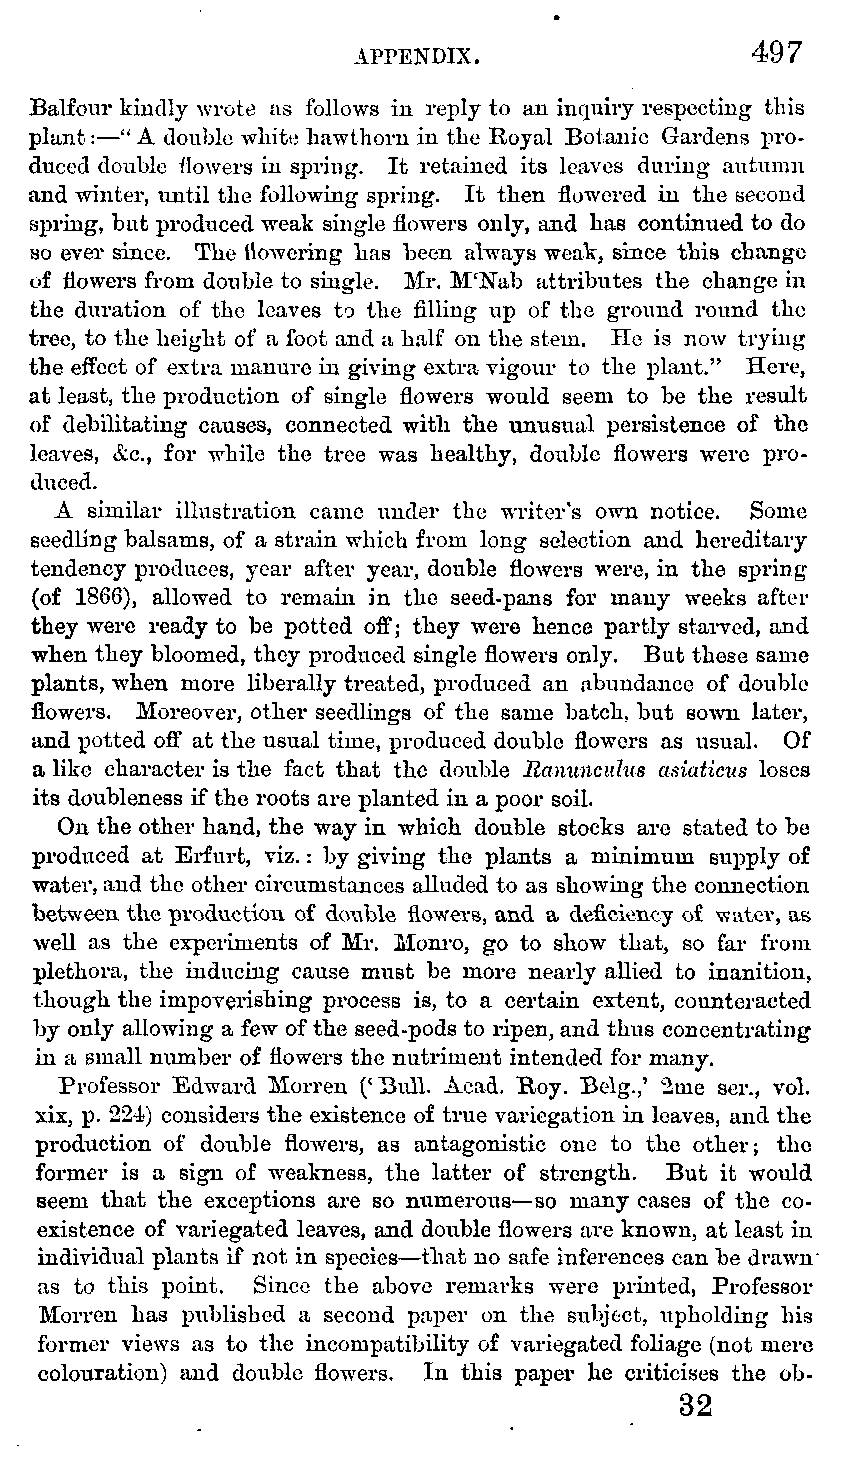 APPENDIX. 497
Balfour kindly wrote as follows in reply to an inquiry respecting this
plant:—“A double white hawthorn in the Royal Botanic Gardens pro-
duced double flowers in spring. It retained its leaves during autumn
and winter, until the following spring. It then flowered in the second
spring, but produced weak single flowers only, and has continued to do
so ever since. The flowering has been always weak, since this change
of flowers from double to single. Mr. M‘Nab attributes the change in
the duration of the leaves to the filling up of the ground round the
tree, to the height of a foot and a half on the stem. He is now trying
the effect of extra manure in giving extra vigour to the plant.” Here,
at least, the production of single flowers would seem to be the result
of debilitating causes, connected with the unusual persistence of the
leaves, &c., for while the tree was healthy, double flowers were pro-
duced.
A similar illustration came under the writer's own notice. Some
seedling balsams, of a strain which from long selection and hereditary
tendency produces, year after year, double flowers were, in the spring
(of 1866), allowed to remain in the seed-pans for many weeks after
they were ready to be potted off; they were hence partly starved, and
when they bloomed, they produced single flowers only. But these same
plants, when more liberally treated, produced an abundance of double
flowers. Moreover, other seedlings of the same batch, but sown later,
and potted off at the usual time, produced double flowers as usual. Of
a like character is the fact that the double Ranunculus asiaticus loses
its doubleness if the roots are planted in a poor soil.
On the other hand, the way in which double stocks are stated to be
produced at Erfurt, viz.: by giving the plants a minimum supply of
water, and the other circumstances alluded to as showing the connection
between the production of double flowers, and a deficiency of water, as
well as the experiments of Mr. Monro, go to show that, so far from
plethora, the inducing cause must be more nearly allied to inanition,
though the impoverishing process is, to a certain extent, counteracted
by only allowing a few of the seed-pods to ripen, and thus concentrating
in a small number of flowers the nutriment intended for many.
Professor Edward Morren (‘Bull. Acad. Roy. Belg.,’ 2me ser., vol.
xix, p. 224) considers the existence of true variegation in leaves, and the
production of double flowers, as antagonistic one to the other; the
former is a sign of weakness, the latter of strength. But it would
seem that the exceptions are so numerous—so many cases of the co-
existence of variegated leaves, and double flowers are known, at least in
individual plants if not in species—that no safe inferences can be drawn
as to this point. Since the above remarks were printed, Professor
Morren has published a second paper on the subject, upholding his
former views as to the incompatibility of variegated foliage (not mere
colouration) and double flowers. In this paper he criticises the ob-
32